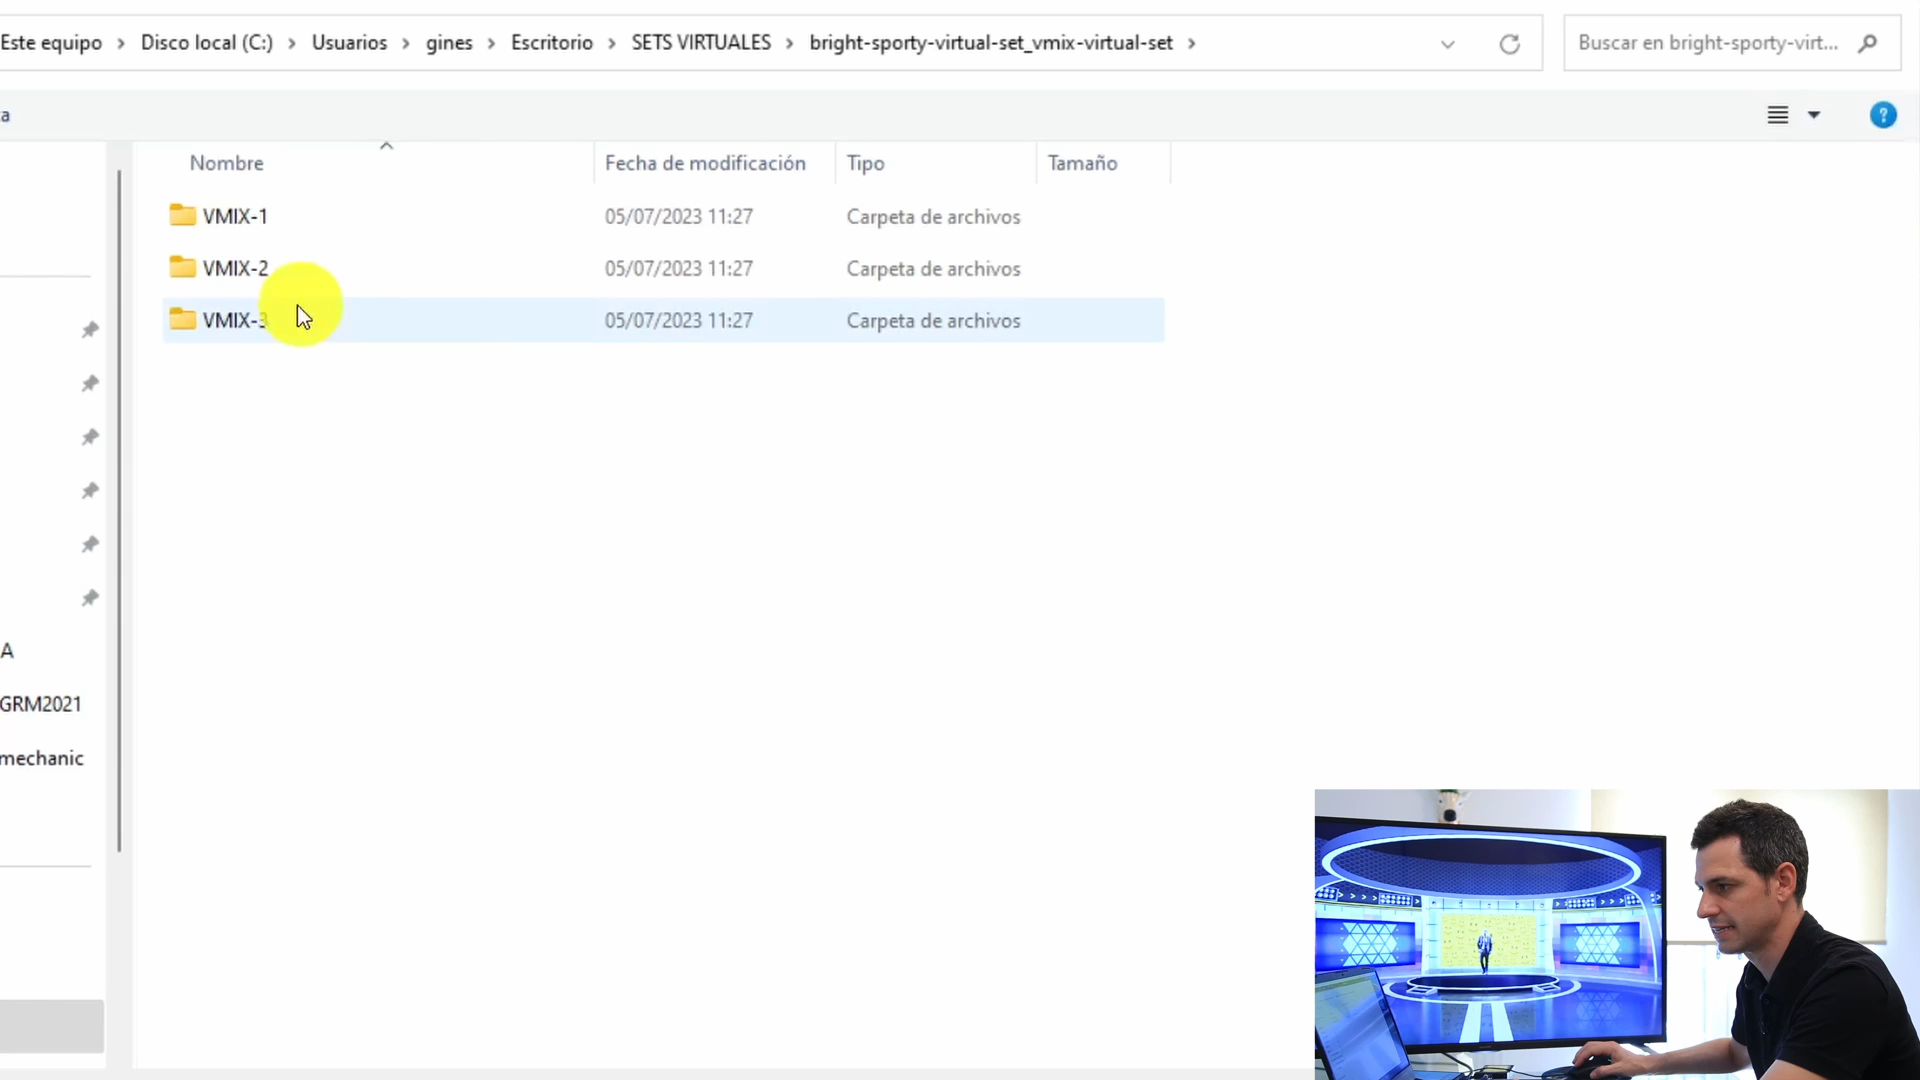 Este equipo > Disco local (C:) > Usuarios > gines > Escritorio > SETS VIRTUALES > bright-sporty-virtual-set_vmix-virtual-set >
Buscar en bright-sporty-virt...
a
Nombre
Fecha de modificación
Tipo
Tamaño
VMIX-1
05/07/2023 11:27
Carpeta de archivos
VMIX-2
05/07/2023 11:27
Carpeta de archivos
VMIX-3
05/07/2023 11:27
Carpeta de archivos
A
GRM2021
mechanic